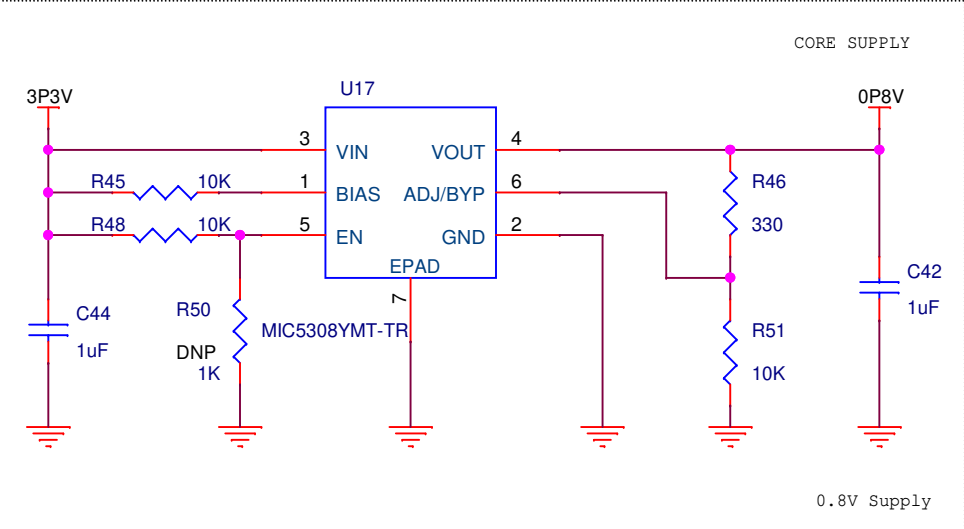 CORE SUPPLY
3P3V
U17
0P8V
3
VIN
VOUT
4
R45
10K
1
BIAS
ADJ/BYP
6
R46
330
R48
10K
5
EN
GND
2
EPAD
7
C44
1uF
R50
DNP
1K
MIC5308YMT-TR
R51
10K
C42
1uF
0.8V Supply